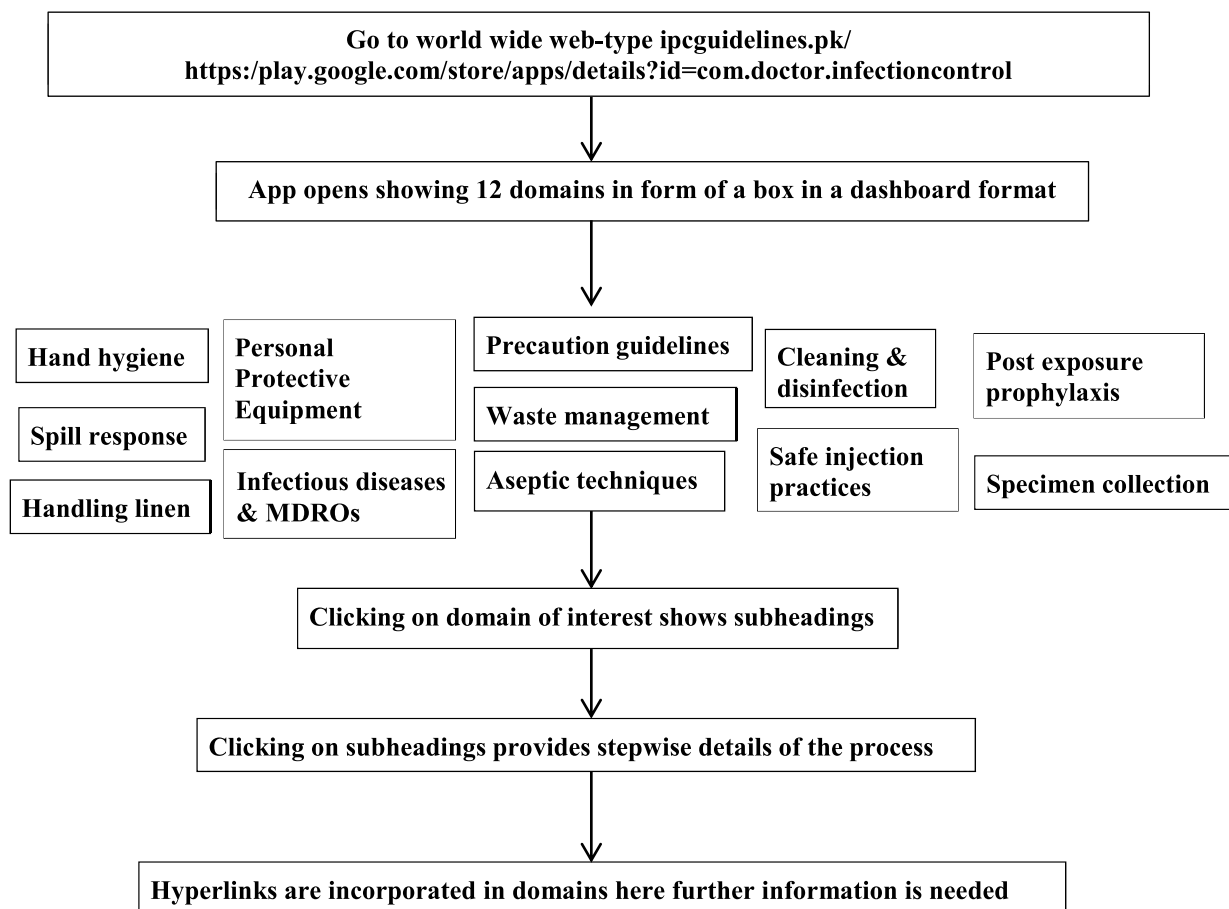 Go to world wide web-type ipcguidelines.pk/
https:/play.google.com/store/apps/details?id=com.doctor.infectioncontrol
App opens showing 12 domains in form of a box in a dashboard format
Hand hygiene
Spill response
Handling linen
Personal
Protective
Equipment
Infectious diseases
& MDROs
Precaution guidelines
Waste management
Aseptic techniques
Cleaning &
disinfection
Safe injection
practices
Post exposure
prophylaxis
Specimen collection
Clicking on domain of interest shows subheadings
Clicking on subheadings provides stepwise details of the process
Hyperlinks are incorporated in domains here further information is needed